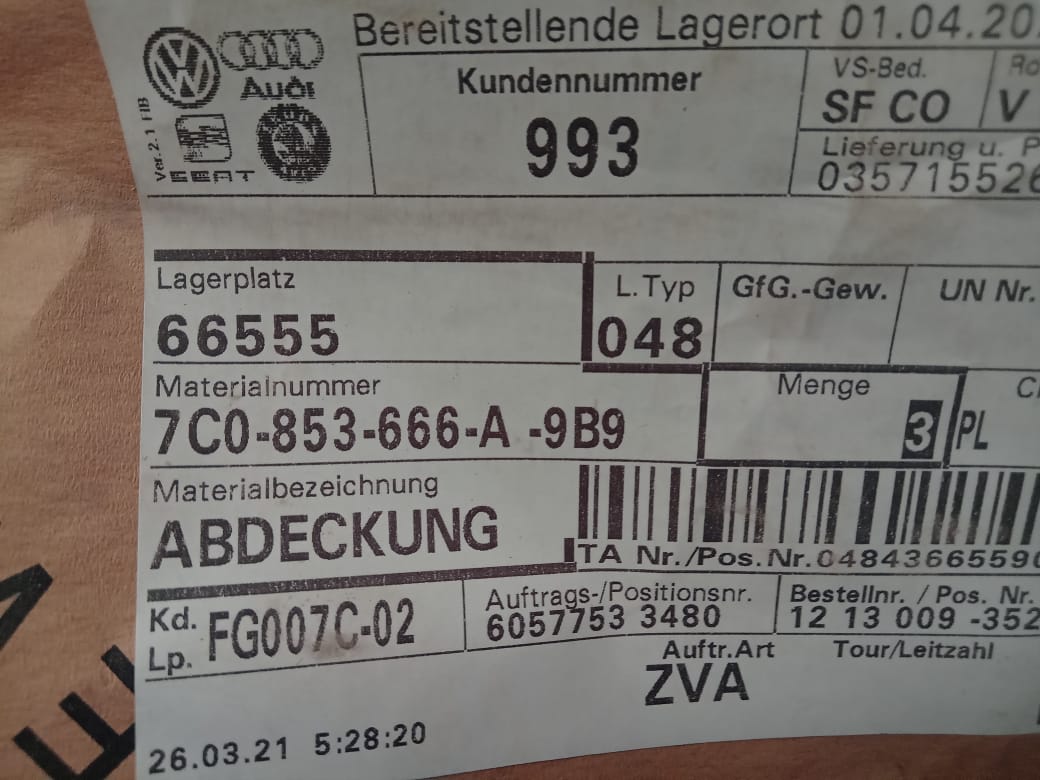 Bereitstellende Lagerort 01.04.20
Audi
SEAT
Ver.2.1 FIB
Kundennummer
993
VS-Bed.
SF CO
V
Lieferung u. P
035715526
Lagerplatz
66555
L.Typ
048
GfG.-Gew.
UN Nr.
Materialnummer
7C0-853-666-A -9B9
Menge
3 PL
Materialbezeichnung
ABDECKUNG
TA Nr./Pos.Nr.0484366559
Kd.
Lp. FG007C-02
Auftrags-/Positionsnr.
6057753 3480
Bestellnr. / Pos. Nr.
12 13 009 -352
Auftr.Art
ZVA
Tour/Leitzahl
26.03.21 5:28:20